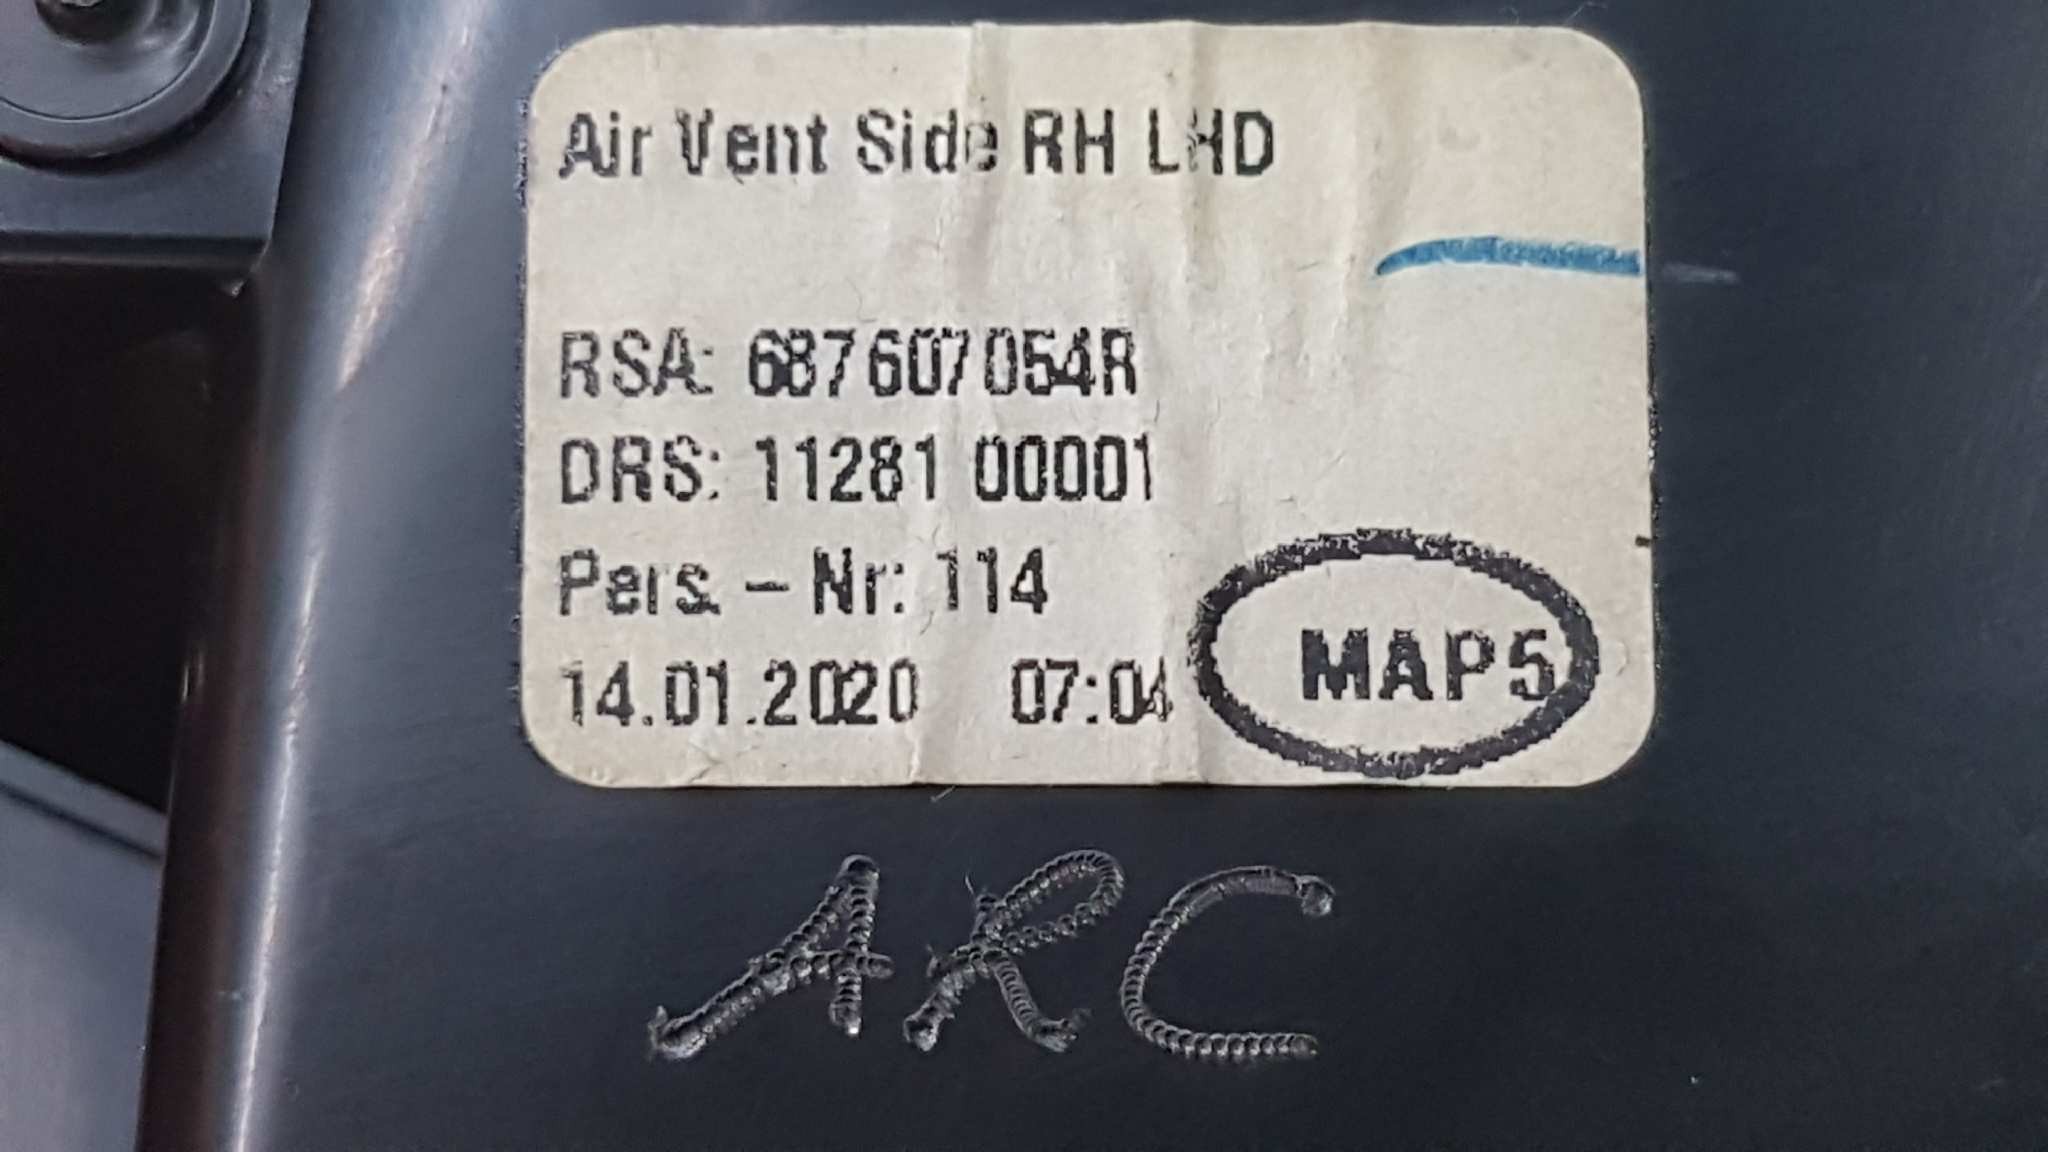 Air Vent Side RH LHD
RSA: 687607054R
DRS: 11281 00001
Pers. - Nr: 114
14.01.2020 07:04
MAP5
ARC